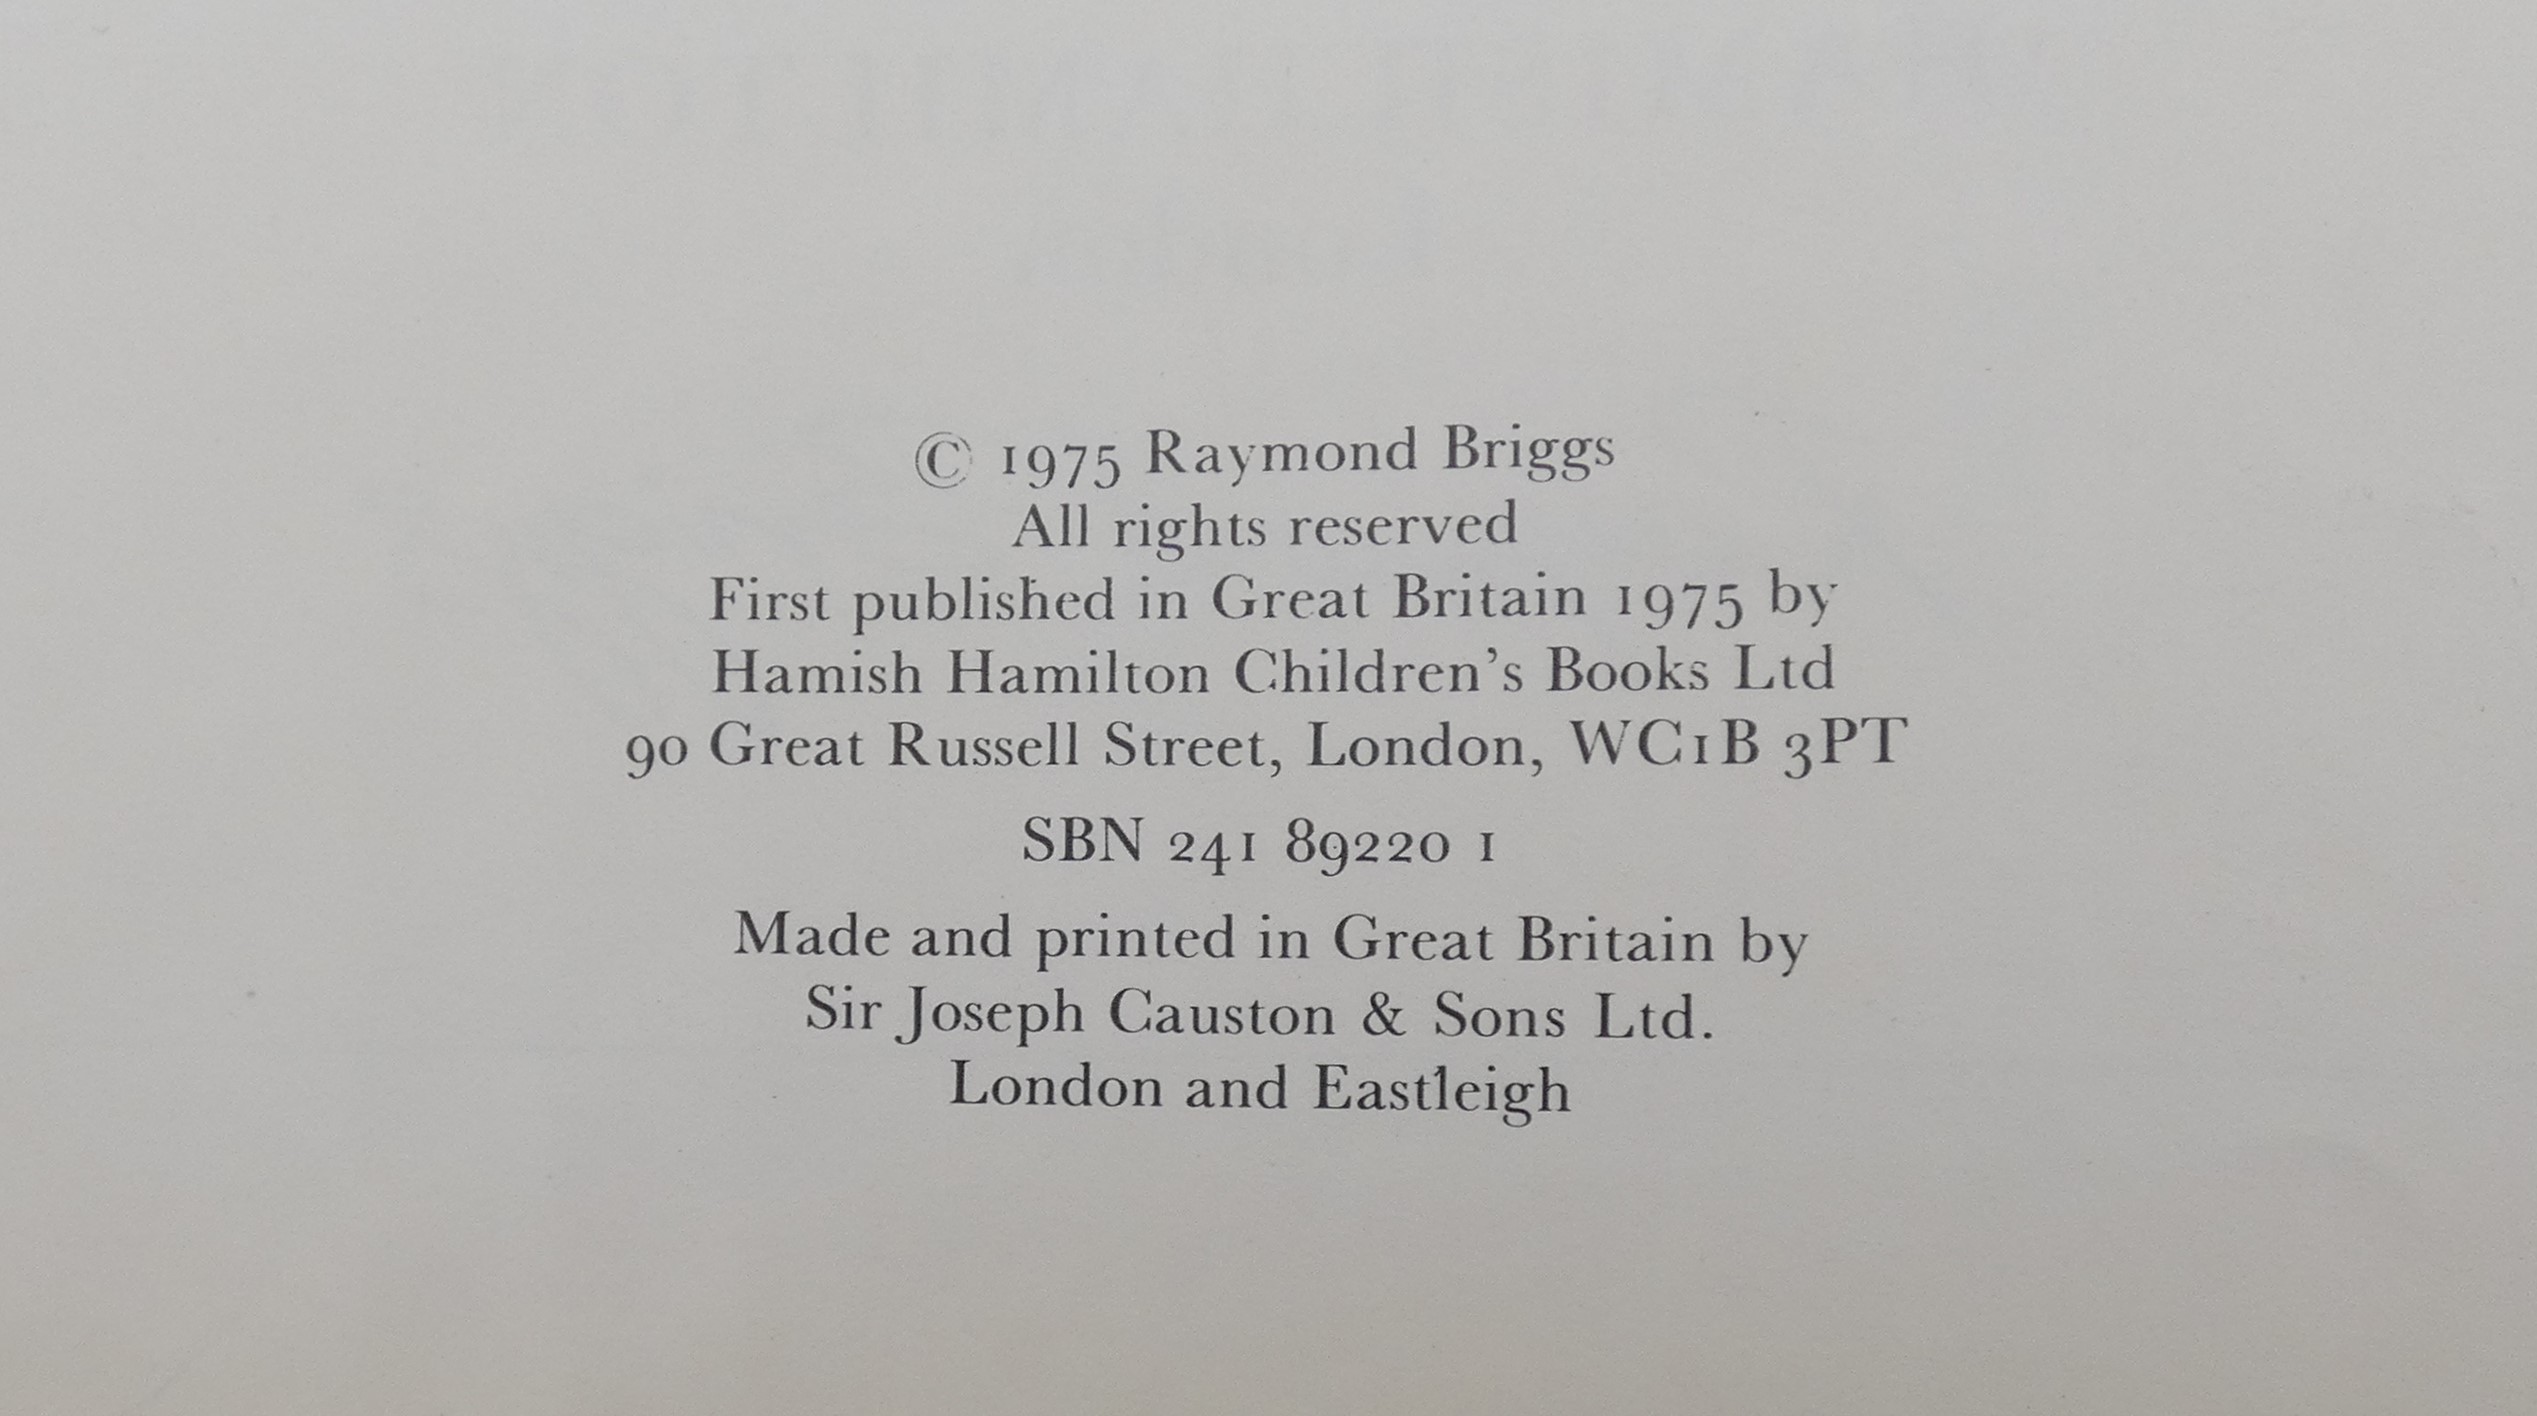 © 1975 Raymond Briggs
All rights reserved
First published in Great Britain 1975 by
Hamish Hamilton Children's Books Ltd
90 Great Russell Street, London, WC1B 3PT
SBN 241 89220 1
Made and printed in Great Britain by
Sir Joseph Causton & Sons Ltd.
London and Eastleigh